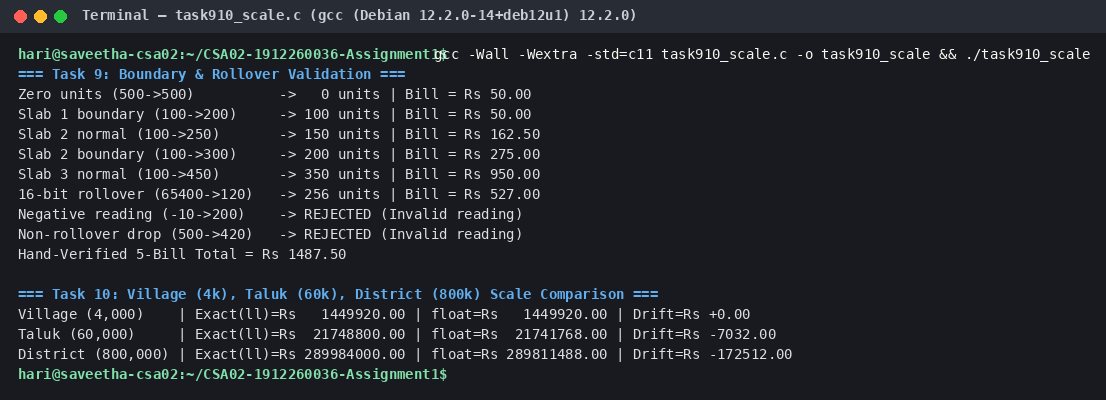 Terminal — task910_scale.c (gcc (Debian 12.2.0-14+deb12u1) 12.2.0)
hari@saveetha-csa02:~/CSA02-1912260036-Assignment1$ gcc -Wall -Wextra -std=c11 task910_scale.c -o task910_scale && ./task910_scale
=== Task 9: Boundary & Rollover Validation ===
Zero units (500->500)          ->   0 units | Bill = Rs 50.00
Slab 1 boundary (100->200)     -> 100 units | Bill = Rs 50.00
Slab 2 normal (100->250)       -> 150 units | Bill = Rs 162.50
Slab 2 boundary (100->300)     -> 200 units | Bill = Rs 275.00
Slab 3 normal (100->450)       -> 350 units | Bill = Rs 950.00
16-bit rollover (65400->120)   -> 256 units | Bill = Rs 527.00
Negative reading (-10->200)    -> REJECTED (Invalid reading)
Non-rollover drop (500->420)   -> REJECTED (Invalid reading)
Hand-Verified 5-Bill Total = Rs 1487.50
=== Task 10: Village (4k), Taluk (60k), District (800k) Scale Comparison ===
Village (4,000)    | Exact(ll)=Rs   1449920.00 | float=Rs   1449920.00 | Drift=Rs +0.00
Taluk (60,000)     | Exact(ll)=Rs  21748800.00 | float=Rs  21741768.00 | Drift=Rs -7032.00
District (800,000) | Exact(ll)=Rs 289984000.00 | float=Rs 289811488.00 | Drift=Rs -172512.00
hari@saveetha-csa02:~/CSA02-1912260036-Assignment1$